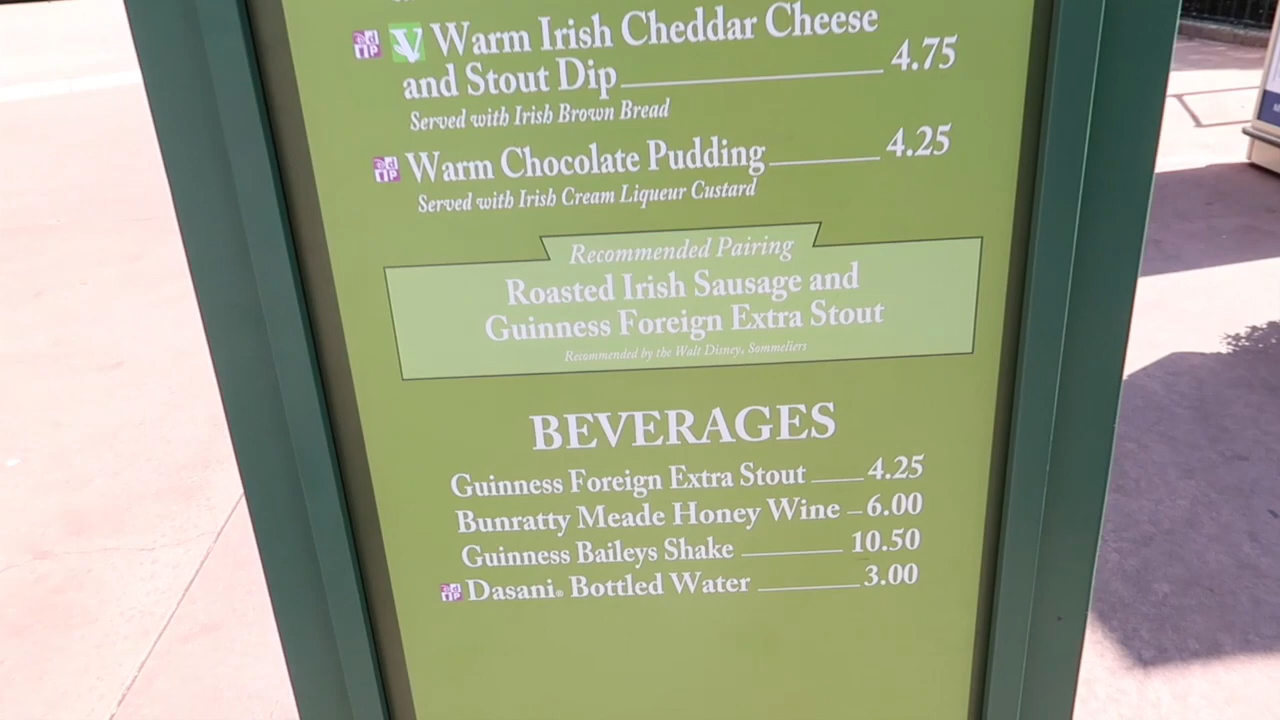 Warm Irish Cheddar Cheese
and Stout Dip 4.75
Served with Irish Brown Bread
Warm Chocolate Pudding 4.25
Served with Irish Cream Liqueur Custard
Recommended Pairing
Roasted Irish Sausage and
Guinness Foreign Extra Stout
Recommended by the Walt Disney® Sommeliers
BEVERAGES
Guinness Foreign Extra Stout 4.25
Bunratty Meade Honey Wine 6.00
Guinness Baileys Shake 10.50
Dasani® Bottled Water 3.00